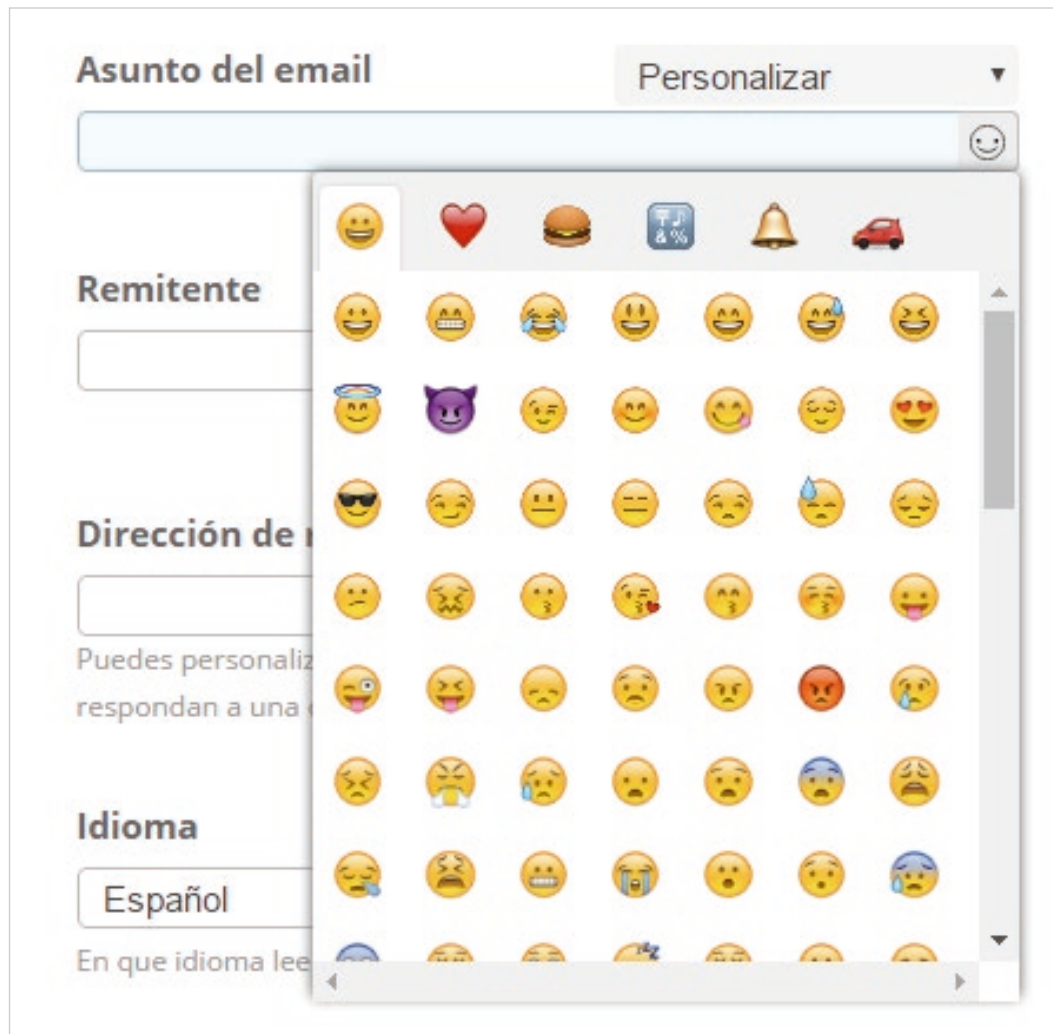 Asunto del email
Personalizar
Remitente
Dirección de
Puedes personaliz
respondan a una
Idioma
Español
En que idioma lee